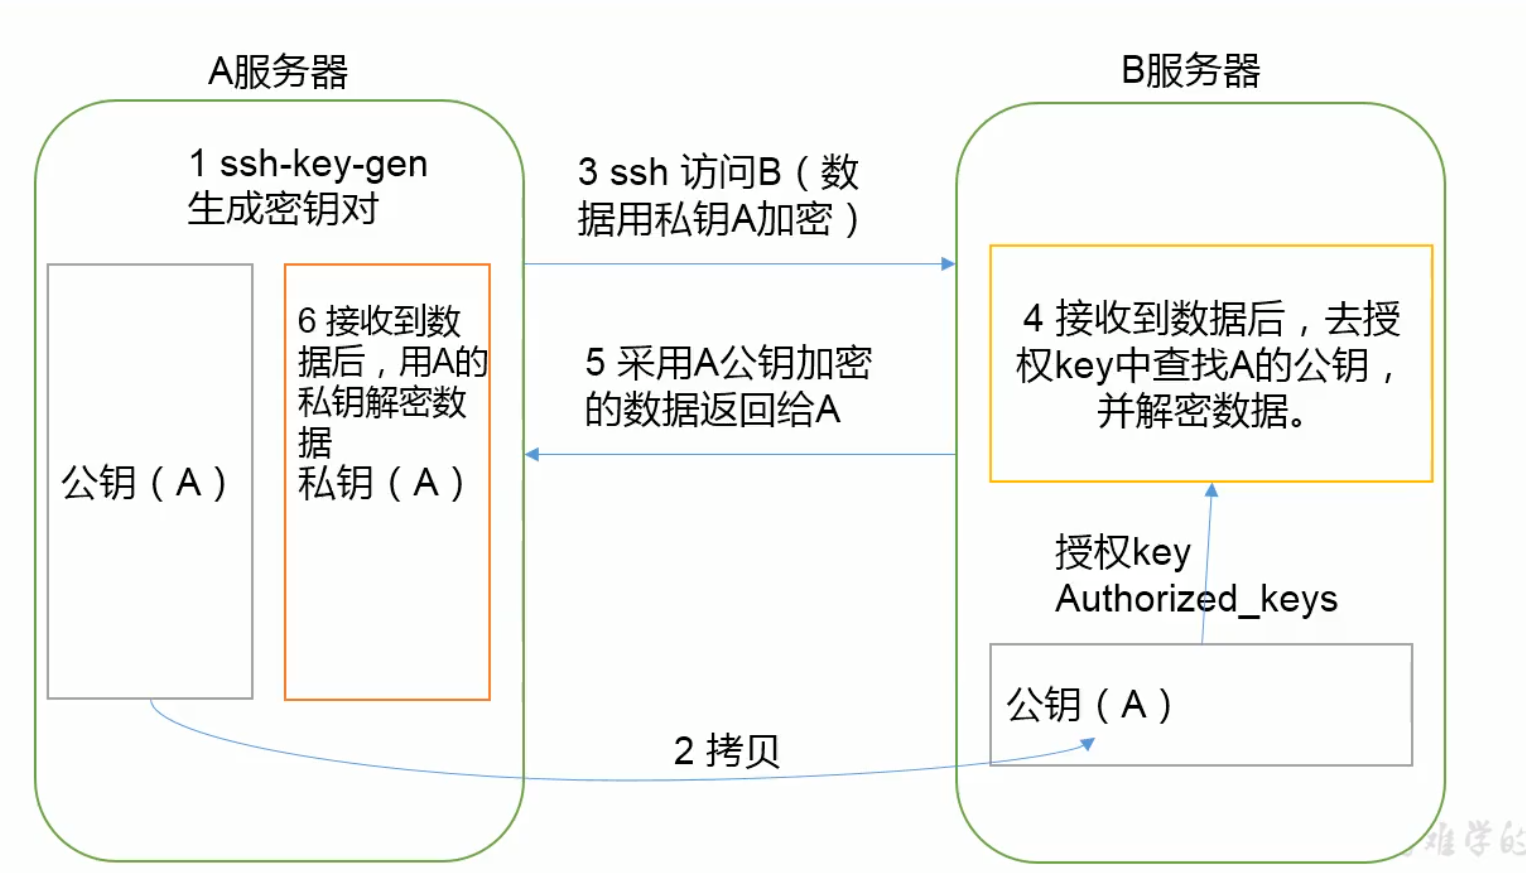 A服务器
1 ssh-key-gen
生成密钥对
公钥（A）
6 接收到数
据后，用A的
私钥解密数
据
私钥（A）
3 ssh 访问B（数
据用私钥A加密）
5 采用A公钥加密
的数据返回给A
2 拷贝
B服务器
4 接收到数据后，去授
权key中查找A的公钥，
并解密数据。
授权key
Authorized_keys
公钥（A）
难学的